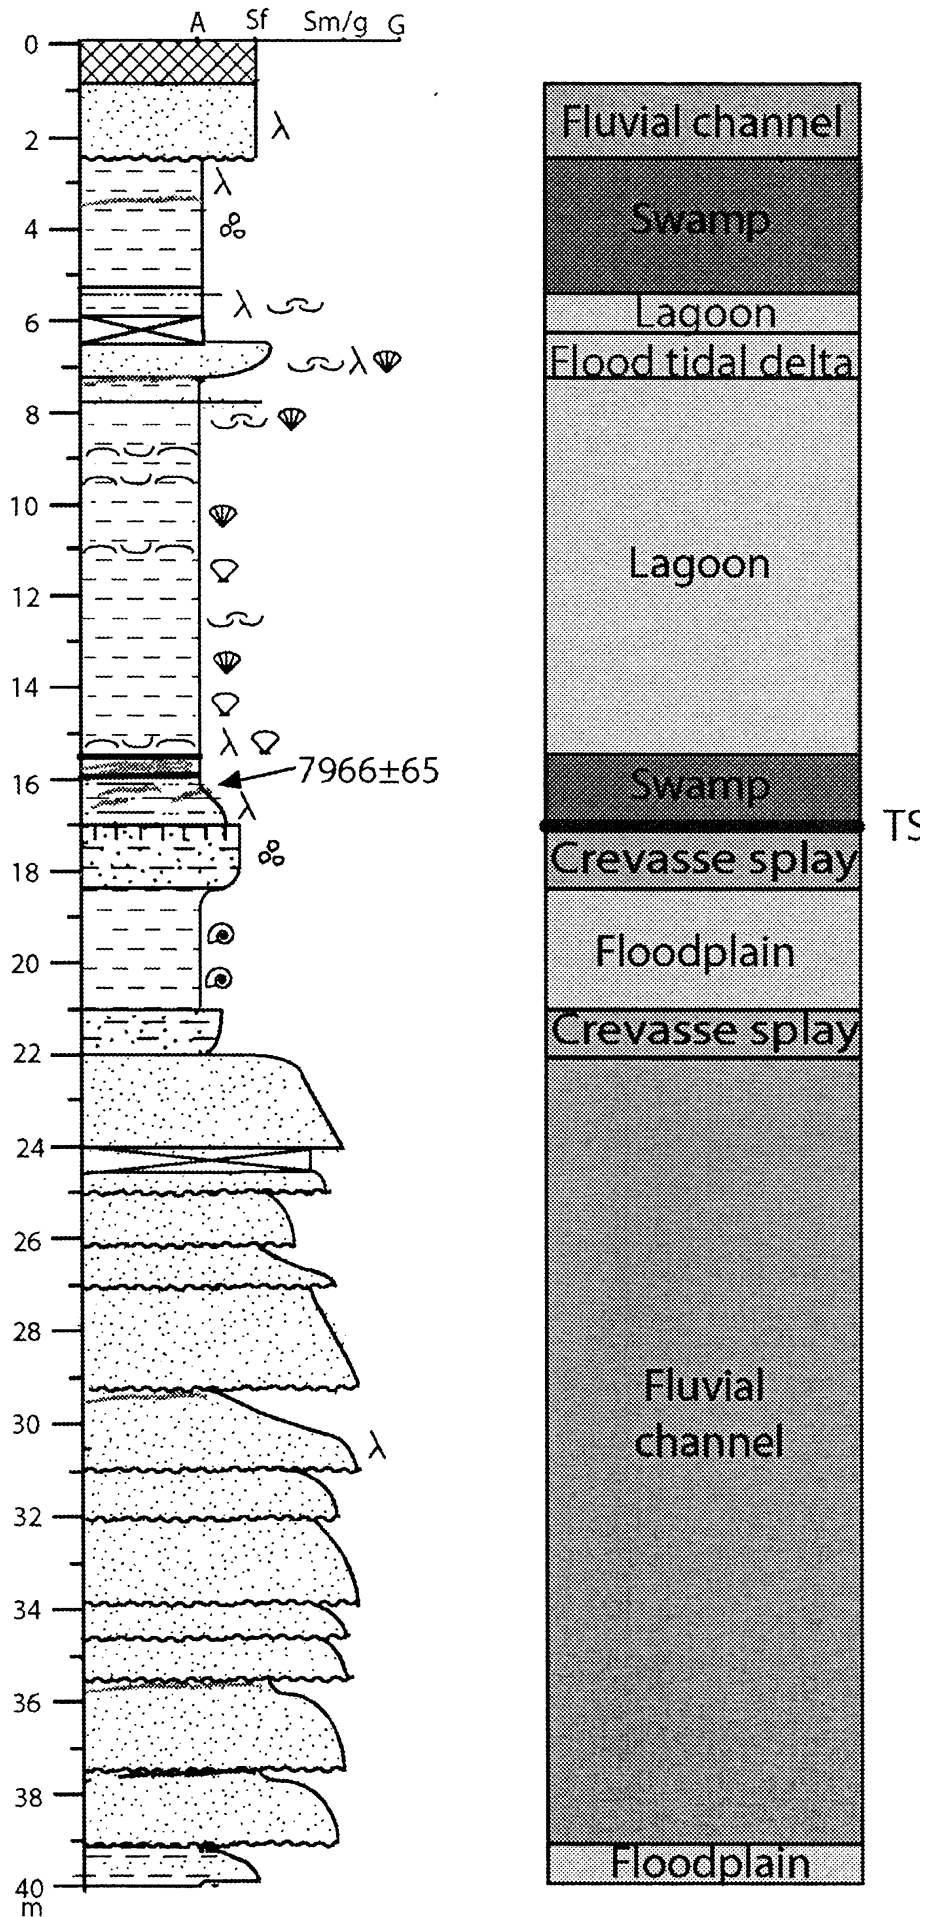 A Sf Sm/g G
0
2
4
6
8
10
12
14
16
18
20
22
24
26
28
30
32
34
36
38
40
m
7966±65
Fluvial channel
Swamp
Lagoon
Flood tidal delta
Lagoon
Swamp
TS
Crevasse splay
Floodplain
Crevasse splay
Fluvial
channel
Floodplain